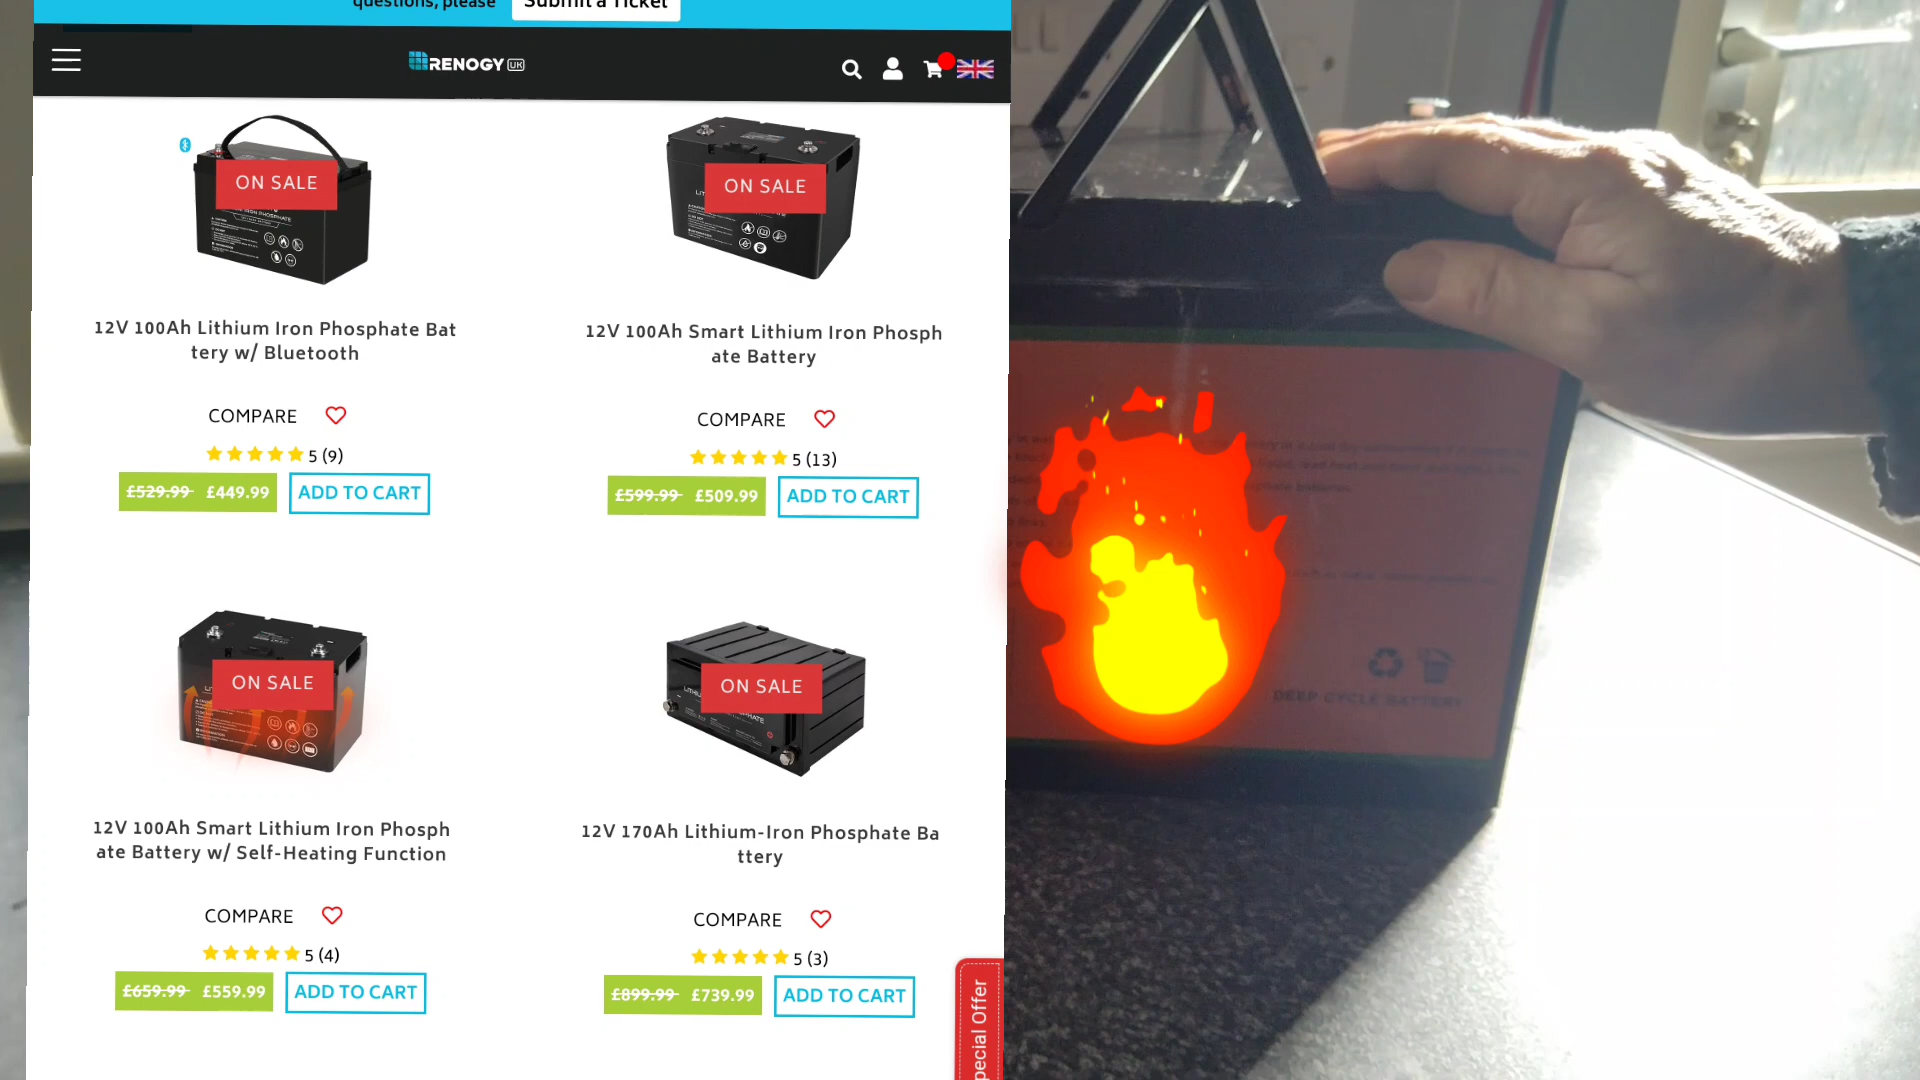 questions, please
Submit a Ticket
RENOGY UK
ON SALE
IRON PHOSPHATE
12V 100Ah Lithium Iron Phosphate Bat
tery w/ Bluetooth
COMPARE
5 (9)
£529.99 £449.99
ADD TO CART
ON SALE
12V 100Ah Smart Lithium Iron Phosph
ate Battery
COMPARE
5 (13)
£599.99 £509.99
ADD TO CART
ON SALE
12V 100Ah Smart Lithium Iron Phosph
ate Battery w/ Self-Heating Function
COMPARE
5 (4)
£659.99 £559.99
ADD TO CART
ON SALE
12V 170Ah Lithium-Iron Phosphate Ba
ttery
COMPARE
5 (3)
£899.99 £739.99
ADD TO CART
pecial Offer
DEEP CYCLE BATTERY